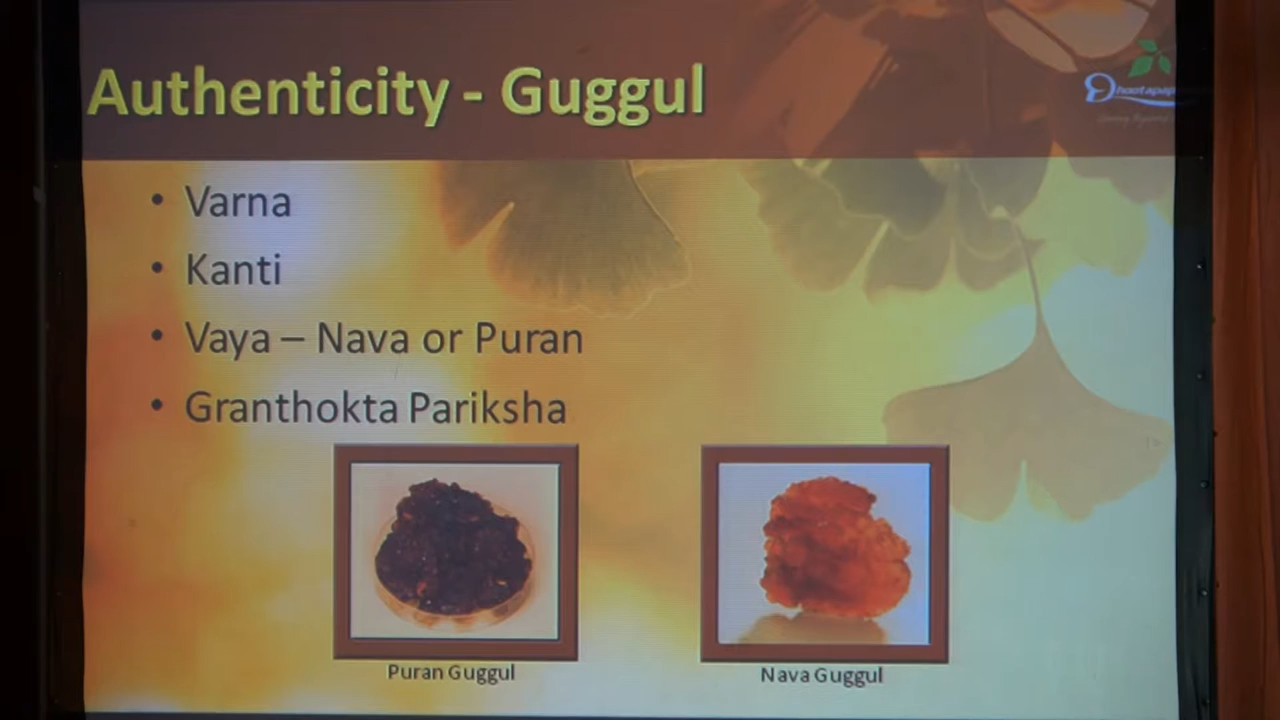 Authenticity - Guggul
• Varna
• Kanti
• Vaya – Nava or Puran
• Granthokta Pariksha
Puran Guggul
Nava Guggul